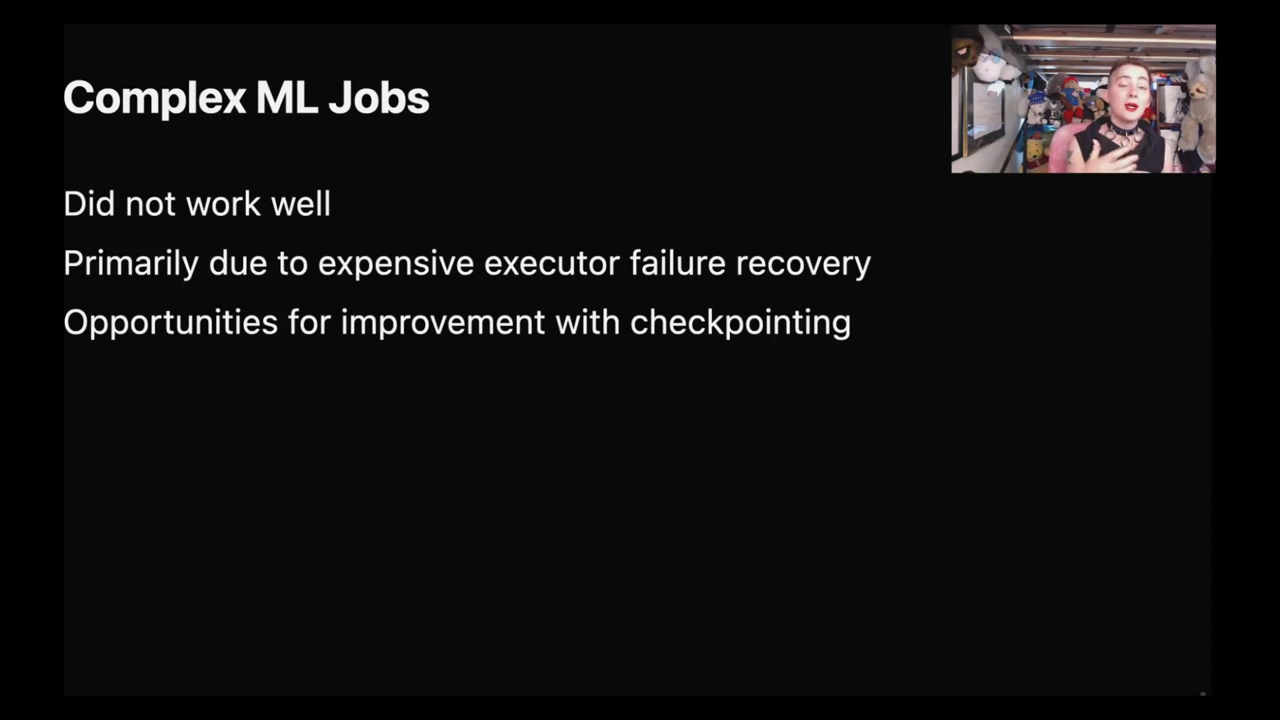 Complex ML Jobs
Did not work well
Primarily due to expensive executor failure recovery
Opportunities for improvement with checkpointing